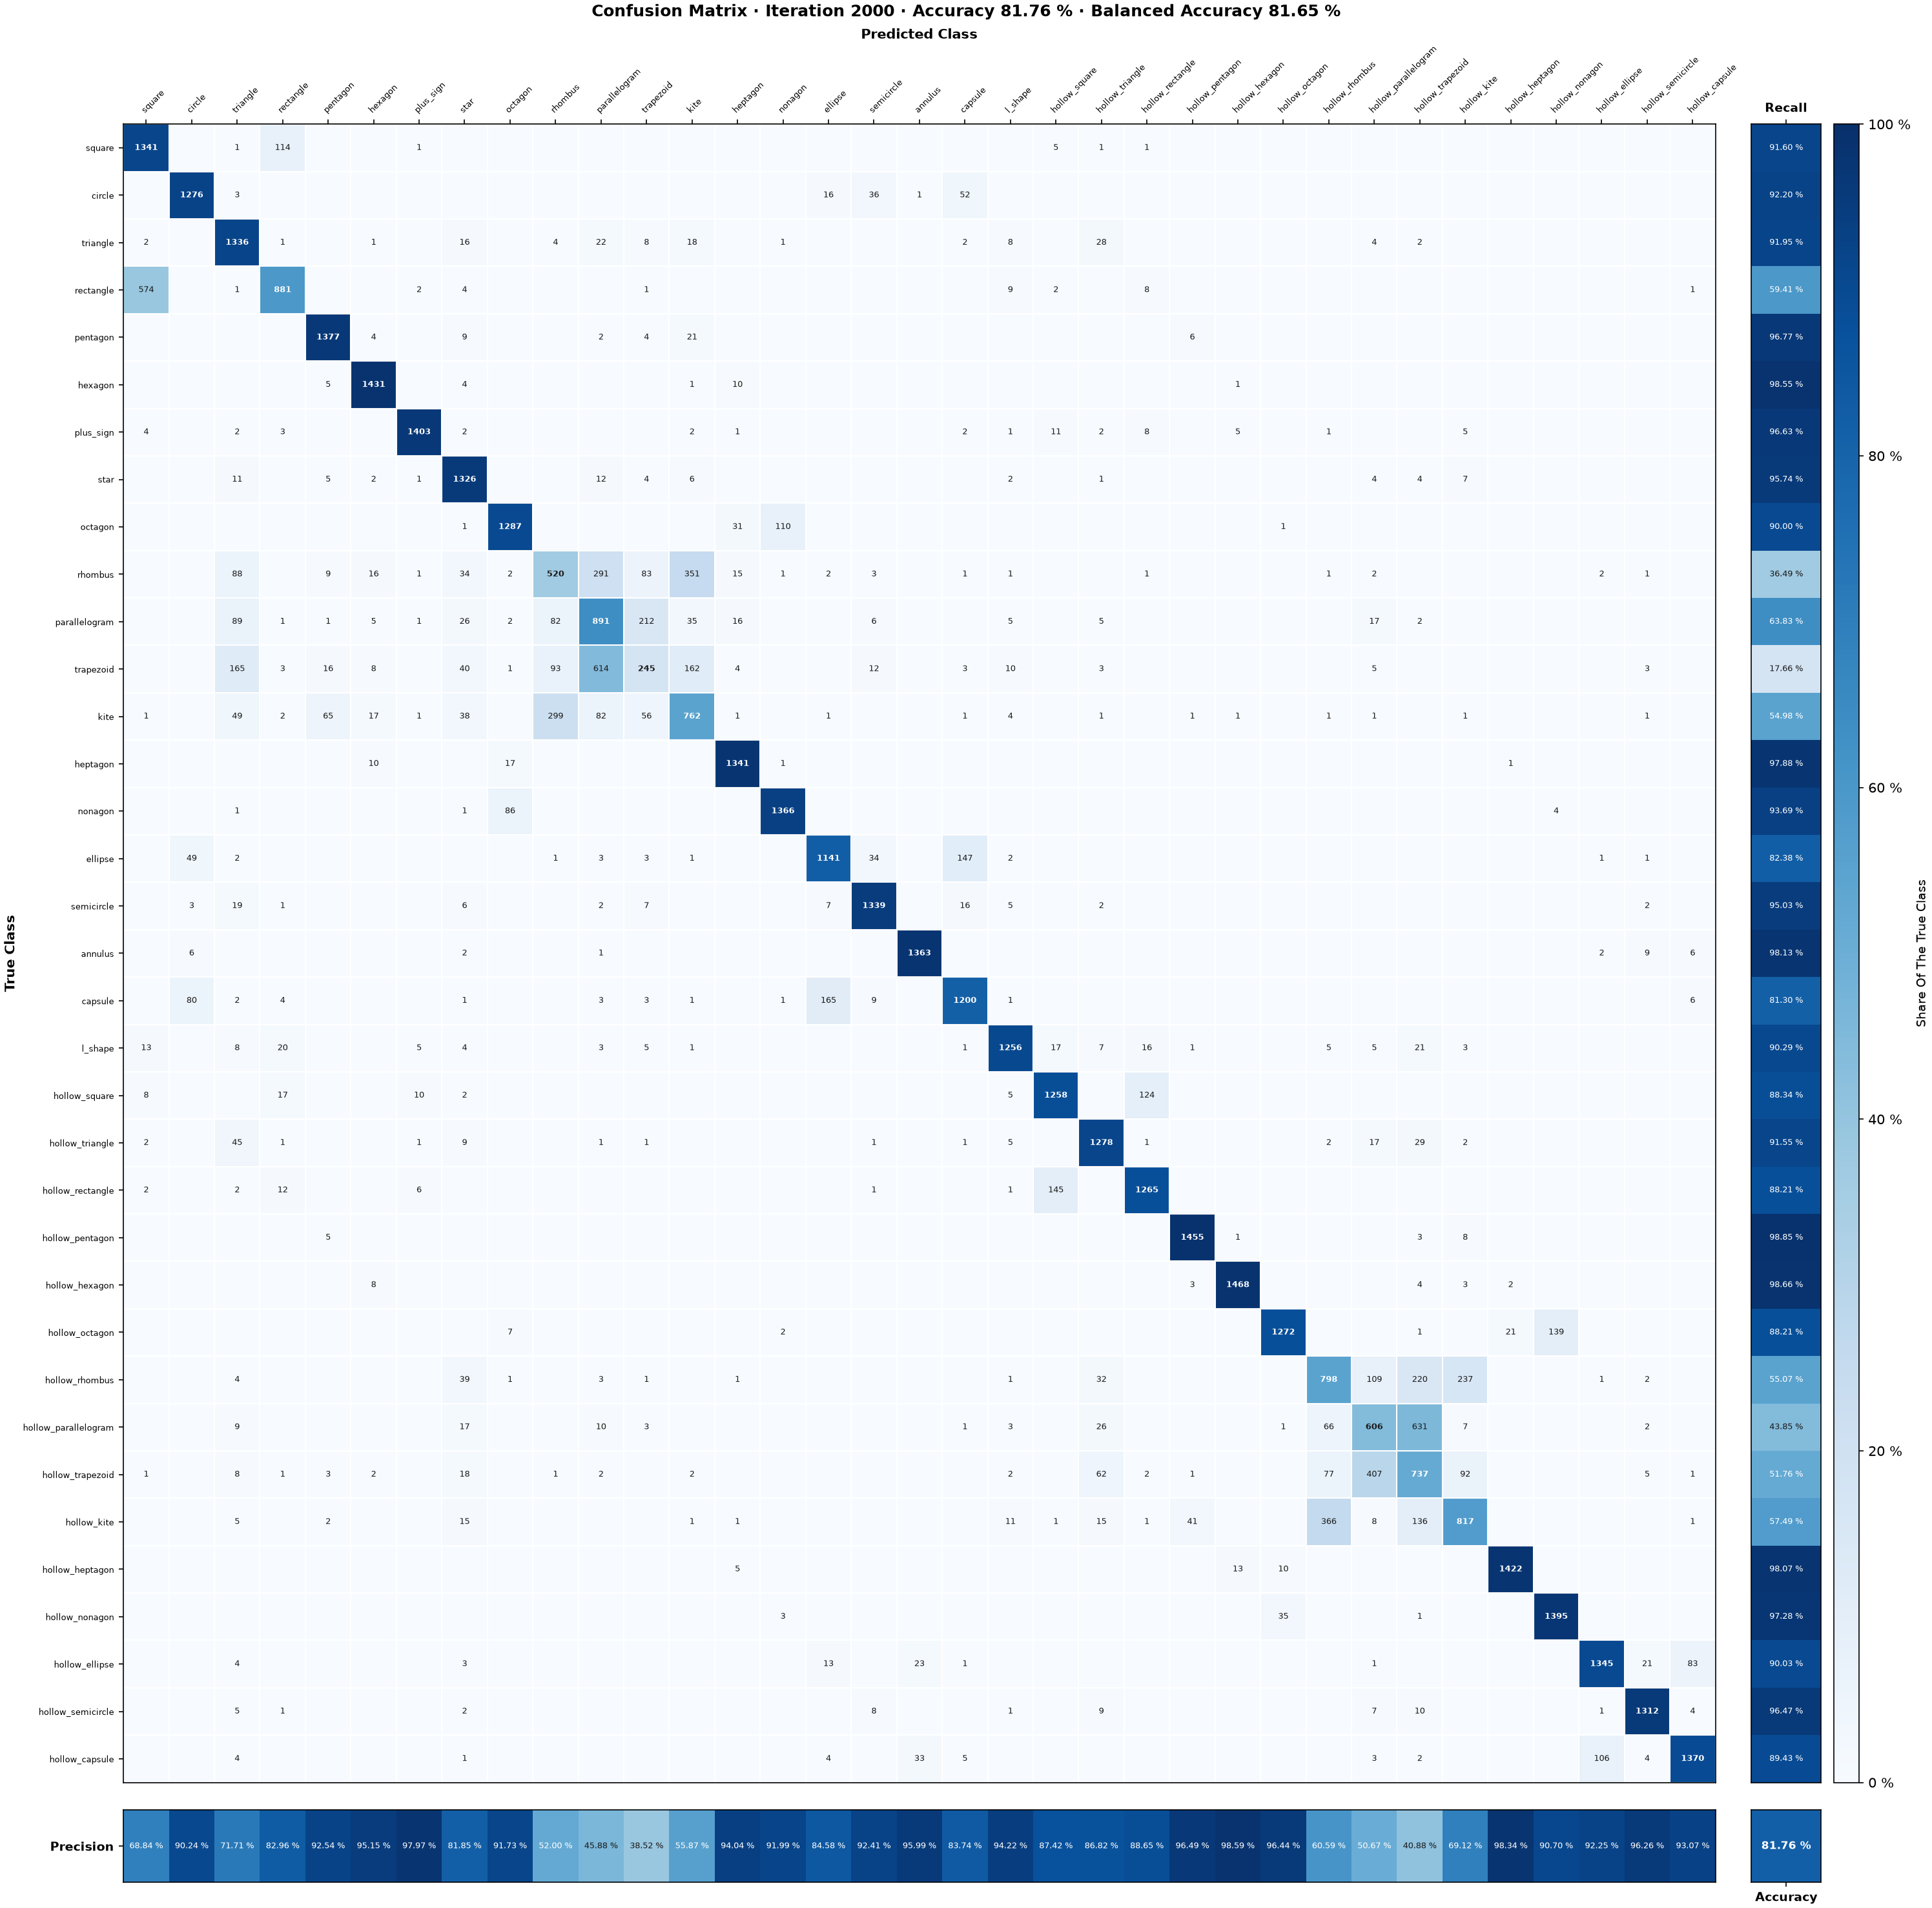 Confusion Matrix · Iteration 2000 · Accuracy 81.76 % · Balanced Accuracy 81.65 %
Predicted Class
square circle triangle rectangle pentagon hexagon plus_sign star octagon rhombus parallelogram trapezoid kite heptagon nonagon ellipse semicircle annulus capsule l_shape hollow_square hollow_triangle hollow_rectangle hollow_pentagon hollow_hexagon hollow_octagon hollow_rhombus hollow_parallelogram hollow_trapezoid hollow_kite hollow_heptagon hollow_nonagon hollow_ellipse hollow_semicircle hollow_capsule
Recall
100 %
80 %
60 %
40 %
20 %
0 %
Share Of The True Class
True Class
square 1341 1 114 1 5 1 1 91.60 %
circle 1276 3 16 36 1 52 92.20 %
triangle 2 1336 1 1 16 4 22 8 18 1 2 8 28 4 2 91.95 %
rectangle 574 1 881 2 4 1 9 2 8 1 59.41 %
pentagon 1377 4 9 2 4 21 6 96.77 %
hexagon 5 1431 4 1 10 1 98.55 %
plus_sign 4 2 3 1403 2 2 1 2 1 11 2 8 5 1 5 96.63 %
star 11 5 2 1 1326 12 4 6 2 1 4 4 7 95.74 %
octagon 1 1287 31 110 1 90.00 %
rhombus 88 9 16 1 34 2 520 291 83 351 15 1 2 3 1 1 1 1 2 2 1 36.49 %
parallelogram 89 1 1 5 1 26 2 82 891 212 35 16 6 5 5 17 2 63.83 %
trapezoid 165 3 16 8 40 1 93 614 245 162 4 12 3 10 3 5 3 17.66 %
kite 1 49 2 65 17 1 38 299 82 56 762 1 1 1 4 1 1 1 1 1 1 1 54.98 %
heptagon 10 17 1341 1 1 97.88 %
nonagon 1 1 86 1366 4 93.69 %
ellipse 49 2 1 3 3 1 1141 34 147 2 1 1 82.38 %
semicircle 3 19 1 6 2 7 7 1339 16 5 2 2 95.03 %
annulus 6 2 1 1363 2 9 6 98.13 %
capsule 80 2 4 1 3 3 1 1 165 9 1200 1 6 81.30 %
l_shape 13 8 20 5 4 3 5 1 1 1256 17 7 16 1 5 5 21 3 90.29 %
hollow_square 8 17 10 2 5 1258 124 88.34 %
hollow_triangle 2 45 1 1 9 1 1 1 1 5 1278 1 2 17 29 2 91.55 %
hollow_rectangle 2 2 12 6 1 1 145 1265 88.21 %
hollow_pentagon 5 1455 1 3 8 98.85 %
hollow_hexagon 8 3 1468 4 3 2 98.66 %
hollow_octagon 7 2 1272 1 21 139 88.21 %
hollow_rhombus 4 39 1 3 1 1 1 32 798 109 220 237 1 2 55.07 %
hollow_parallelogram 9 17 10 3 1 3 26 1 66 606 631 7 2 43.85 %
hollow_trapezoid 1 8 1 3 2 18 1 2 2 2 62 2 1 77 407 737 92 5 1 51.76 %
hollow_kite 5 2 15 1 1 11 1 15 1 41 366 8 136 817 1 57.49 %
hollow_heptagon 5 13 10 1422 98.07 %
hollow_nonagon 3 35 1 1395 97.28 %
hollow_ellipse 4 3 13 23 1 1 1345 21 83 90.03 %
hollow_semicircle 5 1 2 8 1 9 7 10 1 1312 4 96.47 %
hollow_capsule 4 1 4 33 5 3 2 106 4 1370 89.43 %
Precision 68.84 % 90.24 % 71.71 % 82.96 % 92.54 % 95.15 % 97.97 % 81.85 % 91.73 % 52.00 % 45.88 % 38.52 % 55.87 % 94.04 % 91.99 % 84.58 % 92.41 % 95.99 % 83.74 % 94.22 % 87.42 % 86.82 % 88.65 % 96.49 % 98.59 % 96.44 % 60.59 % 50.67 % 40.88 % 69.12 % 98.34 % 90.70 % 92.25 % 96.26 % 93.07 % 81.76 %
Accuracy